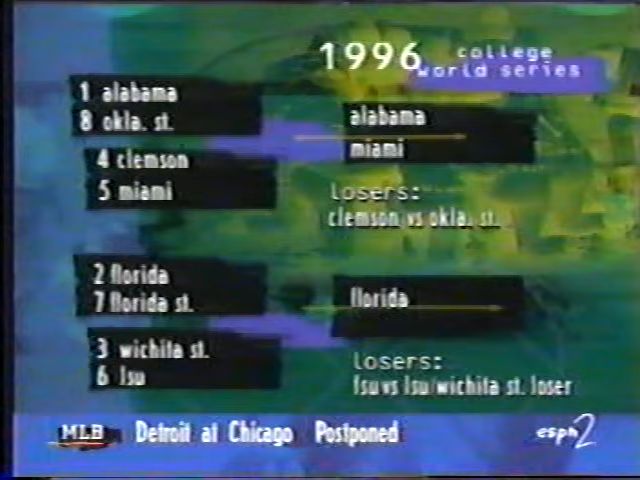 1996 college
world series
1 alabama
8 okla. st.
4 clemson
5 miami
alabama
miami
losers:
clemson vs okla. st.
2 florida
7 florida st.
3 wichita st.
6 lsu
florida
losers:
fsu vs lsu/wichita st. loser
MLB Detroit at Chicago Postponed espn2